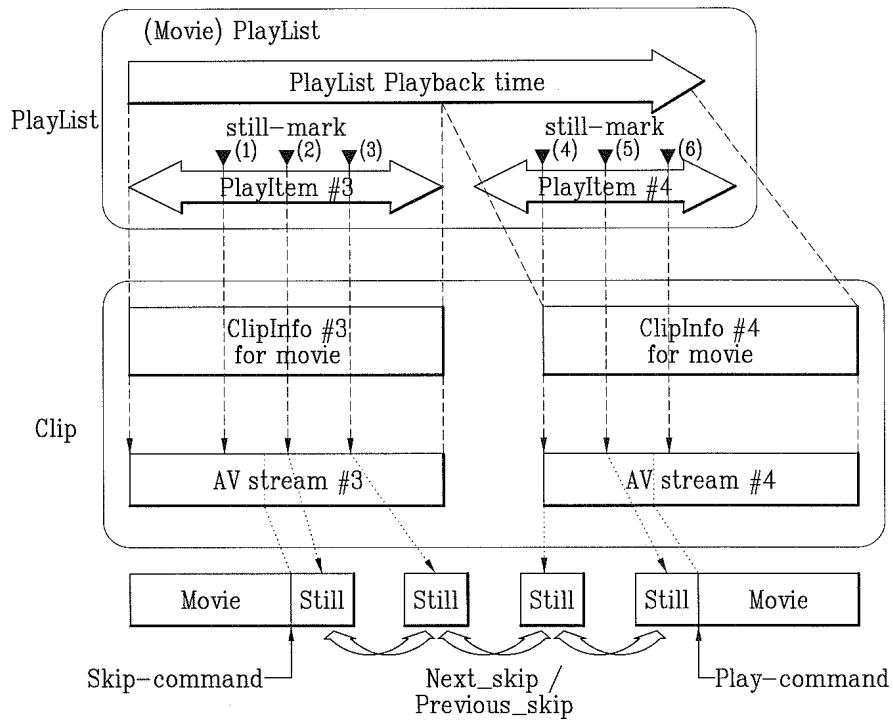 (Movie) PlayList
PlayList Playback time
PlayList
still-mark
still-mark
(1)
(2)
(3)
(4)
(5)
(6)
PlayItem #3
PlayItem #4
ClipInfo #3
for movie
ClipInfo #4
for movie
Clip
AV stream #3
AV stream #4
Movie
Still
Still
Still
Still
Movie
Skip-command
Next_skip /
Previous_skip
Play-command